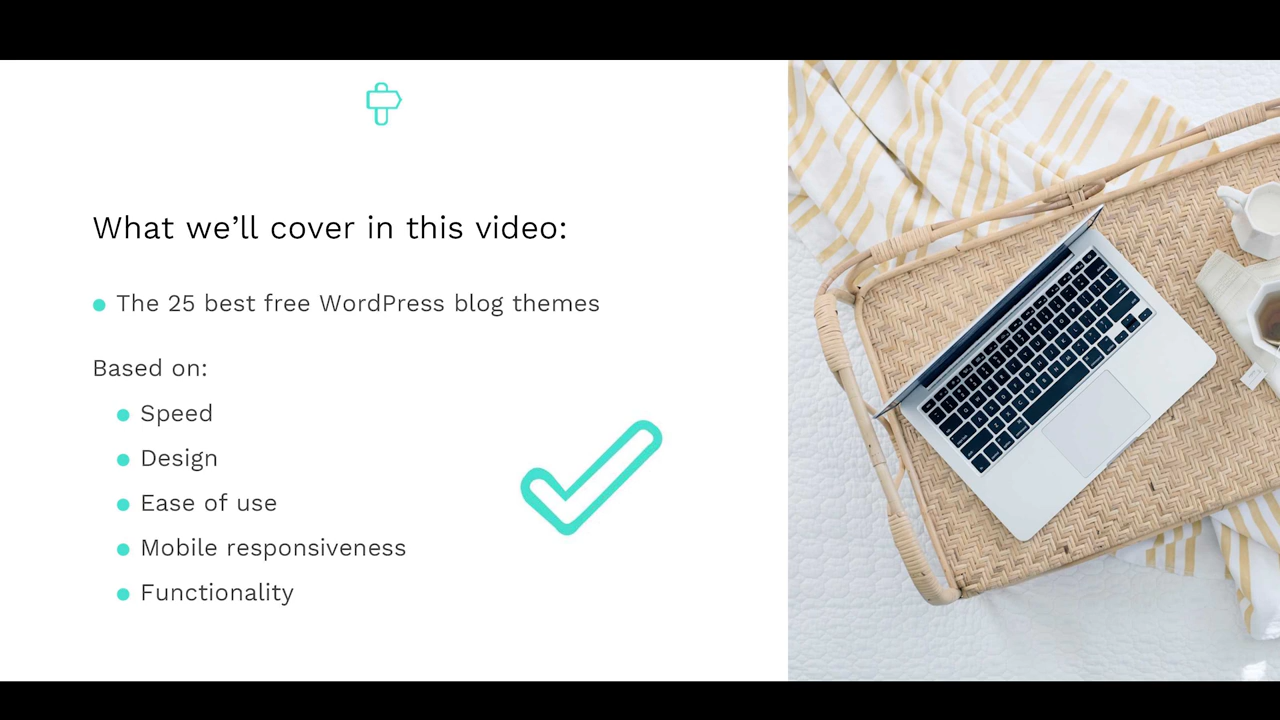 What we’ll cover in this video:
The 25 best free WordPress blog themes
Based on:
Speed
Design
Ease of use
Mobile responsiveness
Functionality